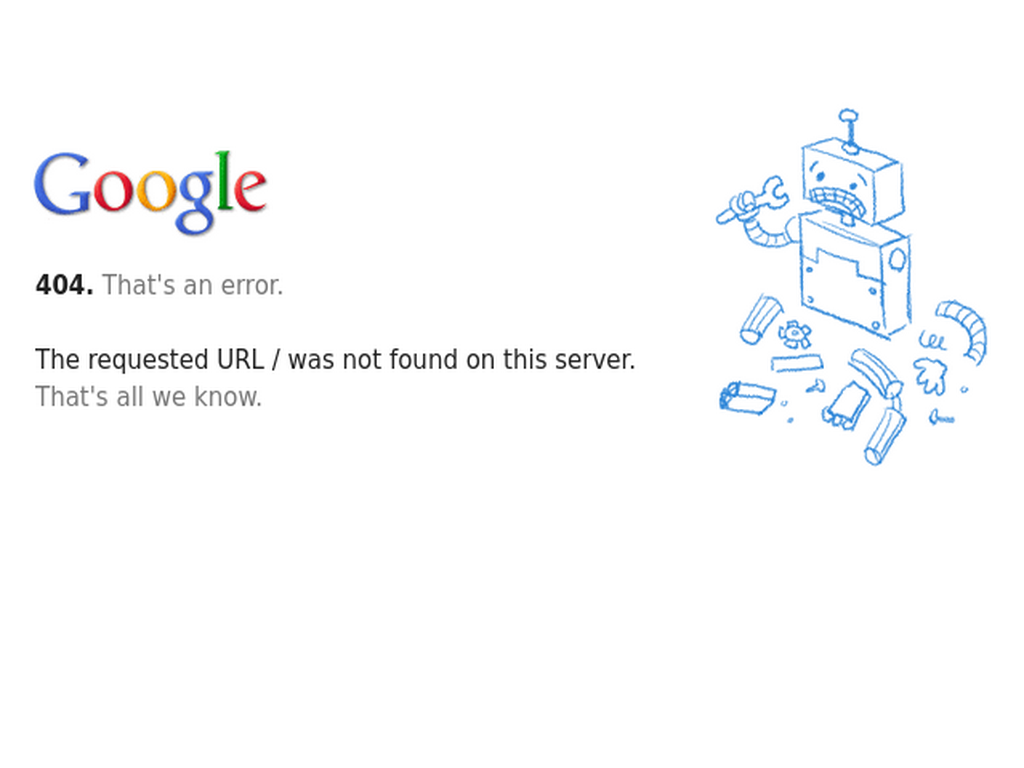 Google
404. That's an error.
The requested URL / was not found on this server.
That's all we know.